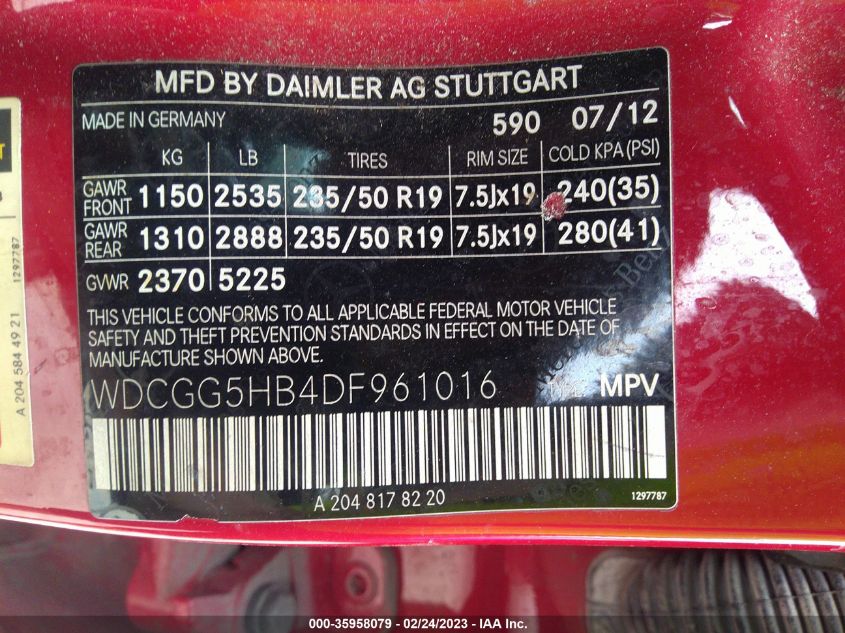 MFD BY DAIMLER AG STUTTGART
MADE IN GERMANY 590 07/12
KG LB TIRES RIM SIZE COLD KPA (PSI)
GAWR FRONT 1150 2535 235/50 R19 7.5Jx19 240(35)
GAWR REAR 1310 2888 235/50 R19 7.5Jx19 280(41)
GVWR 2370 5225
THIS VEHICLE CONFORMS TO ALL APPLICABLE FEDERAL MOTOR VEHICLE
SAFETY AND THEFT PREVENTION STANDARDS IN EFFECT ON THE DATE OF
MANUFACTURE SHOWN ABOVE.
WDCGG5HB4DF961016 MPV
A 204 817 82 20 1297787
A 204 584 49 21 1297787
000-35958079 — 02/24/2023 — IAA Inc.